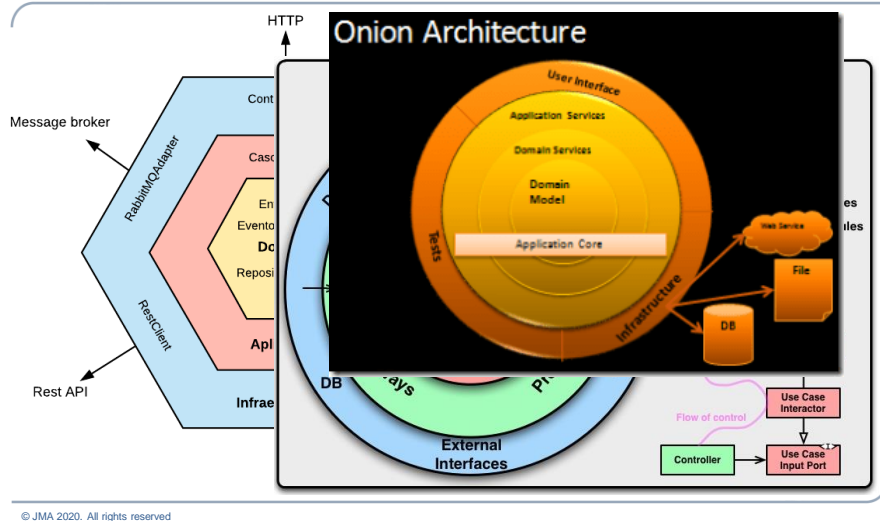 HTTP
Onion Architecture
Message broker
RabbitMQAdapter
RestClient
Rest API
Cont
Caso
En
Evento
Do
Reposi
Apl
Infrae
User Interface
Application Services
Domain Services
Domain
Model
Application Core
Tests
Infrastructure
Web Service
File
DB
es
ules
DB
ways
Pr
External
Interfaces
Flow of control
Use Case
Interactor
Controller
Use Case
Input Port
© JMA 2020. All rights reserved